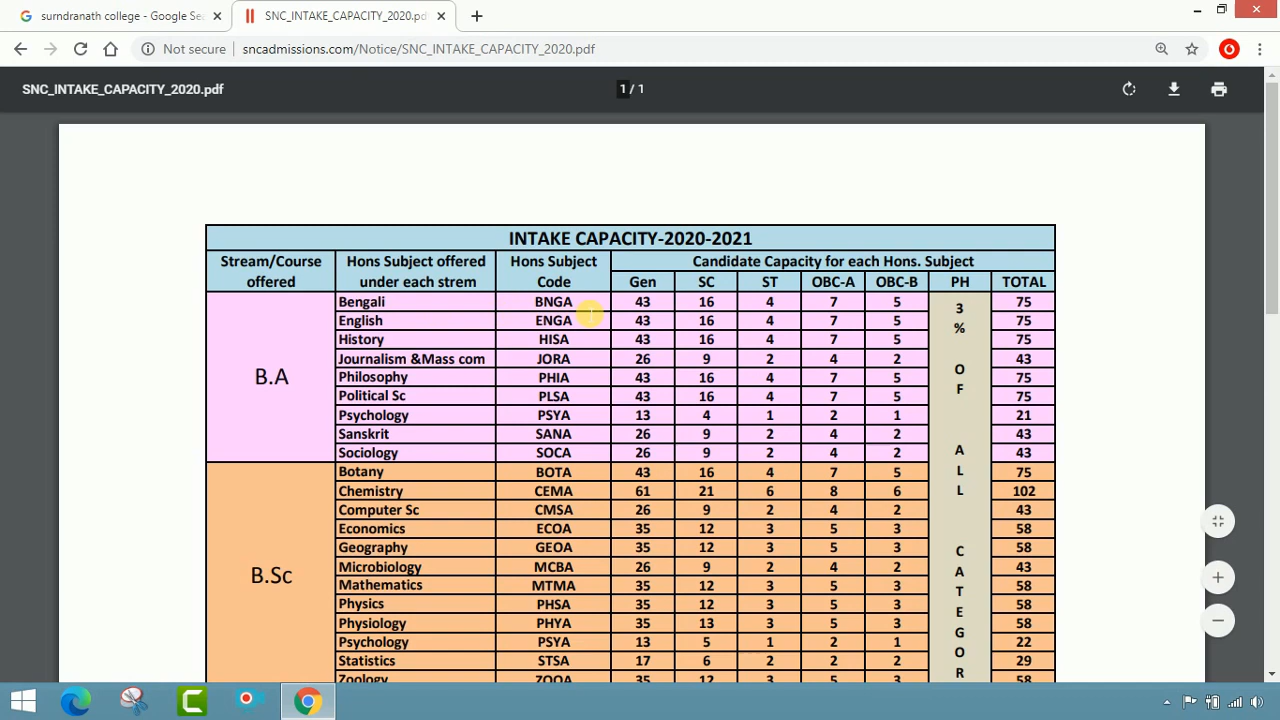 surndranath college - Google Se
SNC_INTAKE_CAPACITY_2020.pd
Not secure | sncadmissions.com/Notice/SNC_INTAKE_CAPACITY_2020.pdf
SNC_INTAKE_CAPACITY_2020.pdf
1 / 1
INTAKE CAPACITY-2020-2021
Stream/Course offered Hons Subject offered under each strem Hons Subject Code Candidate Capacity for each Hons. Subject
Gen SC ST OBC-A OBC-B PH TOTAL
B.A
Bengali BNGA 43 16 4 7 5 75
English ENGA 43 16 4 7 5 75
History HISA 43 16 4 7 5 75
Journalism &Mass com JORA 26 9 2 4 2 43
Philosophy PHIA 43 16 4 7 5 75
Political Sc PLSA 43 16 4 7 5 75
Psychology PSYA 13 4 1 2 1 21
Sanskrit SANA 26 9 2 4 2 43
Sociology SOCA 26 9 2 4 2 43
B.Sc
Botany BOTA 43 16 4 7 5 75
Chemistry CEMA 61 21 6 8 6 102
Computer Sc CMSA 26 9 2 4 2 43
Economics ECOA 35 12 3 5 3 58
Geography GEOA 35 12 3 5 3 58
Microbiology MCBA 26 9 2 4 2 43
Mathematics MTMA 35 12 3 5 3 58
Physics PHSA 35 12 3 5 3 58
Physiology PHYA 35 13 3 5 3 58
Psychology PSYA 13 5 1 2 1 22
Statistics STSA 17 6 2 2 2 29
Zoology ZOOA 35 12 3 5 3 58
3 % OF ALL CATEGOR